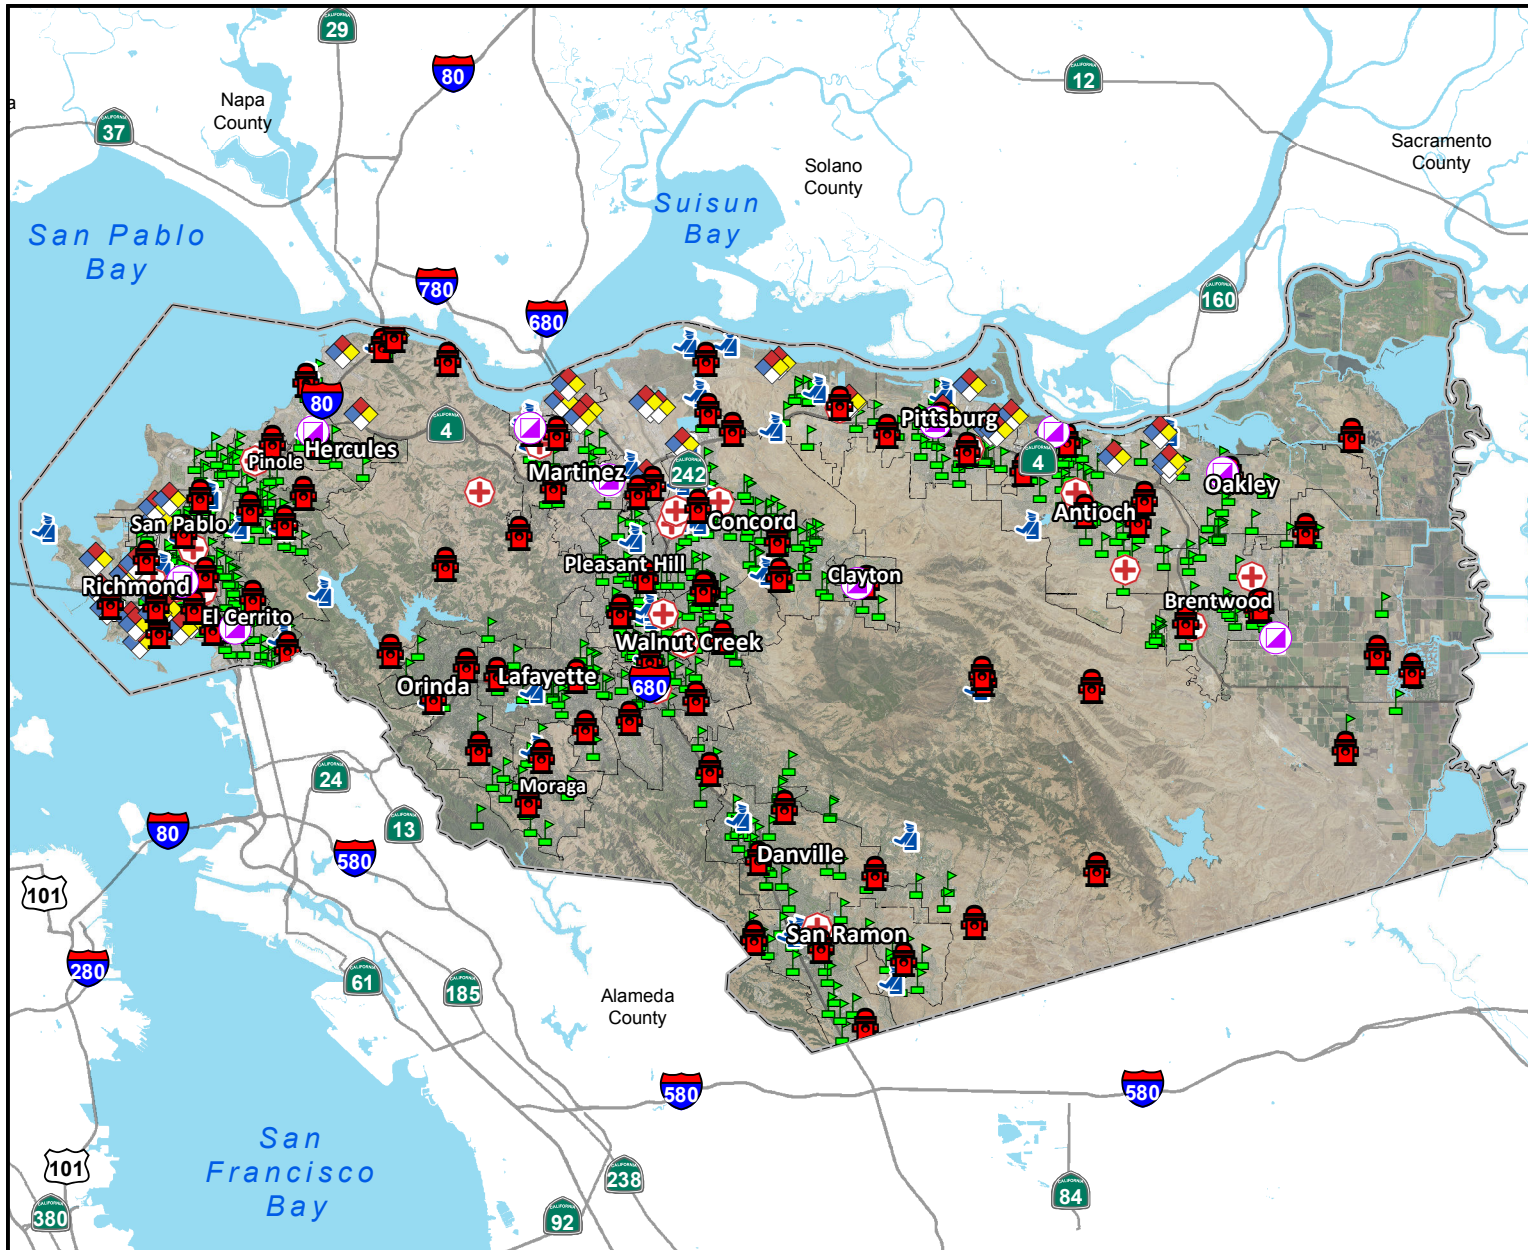 29
80
12
Napa
County
37
Sacramento
County
Solano
County
Suisun
Bay
San Pablo
Bay
780
160
680
80
4
Hercules
Pinole
Pittsburg
4
Martinez
242
Oakley
San Pablo
Concord
Antioch
Pleasant Hill
Clayton
Richmond
Brentwood
El Cerrito
Walnut Creek
Orinda
Lafayette
680
24
Moraga
13
80
580
Danville
101
San Ramon
280
61
185
Alameda
County
580
580
San
Francisco
Bay
101
238
84
380
92